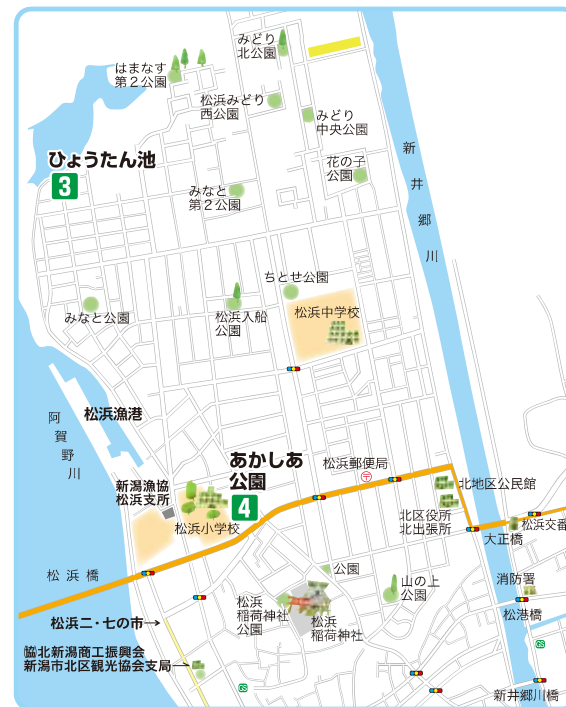 みどり
北公園
はまなす
第2公園
松浜みどり
西公園
みどり
中央公園
ひょうたん池
3
花の子
公園
新井郷川
みなと
第2公園
ちとせ公園
みなと公園
松浜入船
公園
松浜中学校
松浜漁港
阿賀野川
あかしあ
公園
4
松浜郵便局
〒
新潟漁協
松浜支所
松浜小学校
北地区公民館
北区役所
北出張所
大正橋
松浜交番
松浜橋
公園
山の上
公園
消防署
松港橋
松浜
稲荷神社
公園
松浜
稲荷神社
松浜二・七の市→
協北新潟商工振興会
新潟市北区観光協会支局→
GS
GS
新井郷川橋